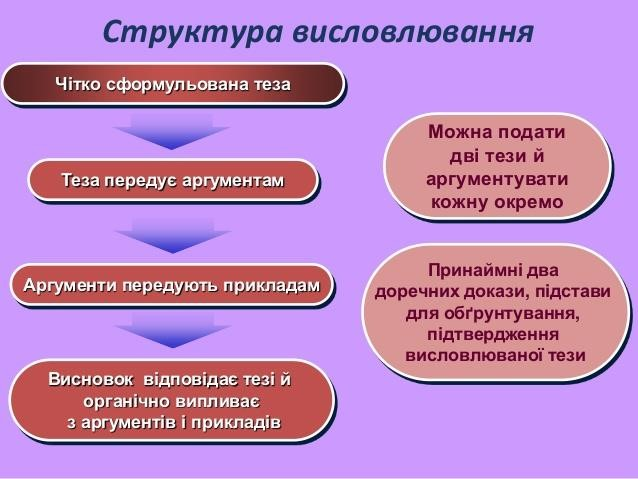 Структура висловлювання
Чітко сформульована теза
Теза передує аргументам
Аргументи передують прикладам
Висновок відповідає тезі й
органічно випливає
з аргументів і прикладів
Можна подати
дві тези й
аргументувати
кожну окремо
Принаймні два
доречних докази, підстави
для обґрунтування,
підтвердження
висловлюваної тези